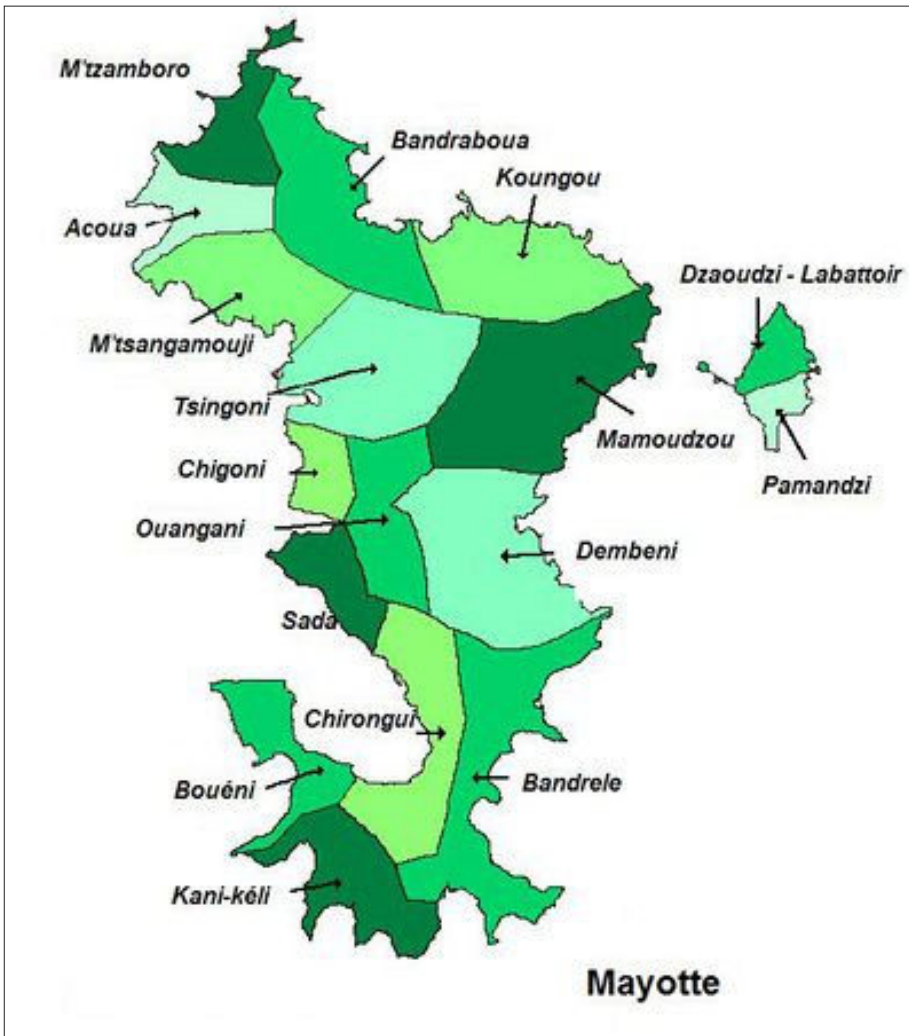 M'tzamboro
Bandraboua
Koungou
Acoua
Dzaoudzi - Labattoir
M'tsangamouji
Tsingoni
Mamoudzou
Chigoni
Pamandzi
Ouangani
Dembeni
Sada
Chirongui
Bouéni
Bandrele
Kani-kéli
Mayotte